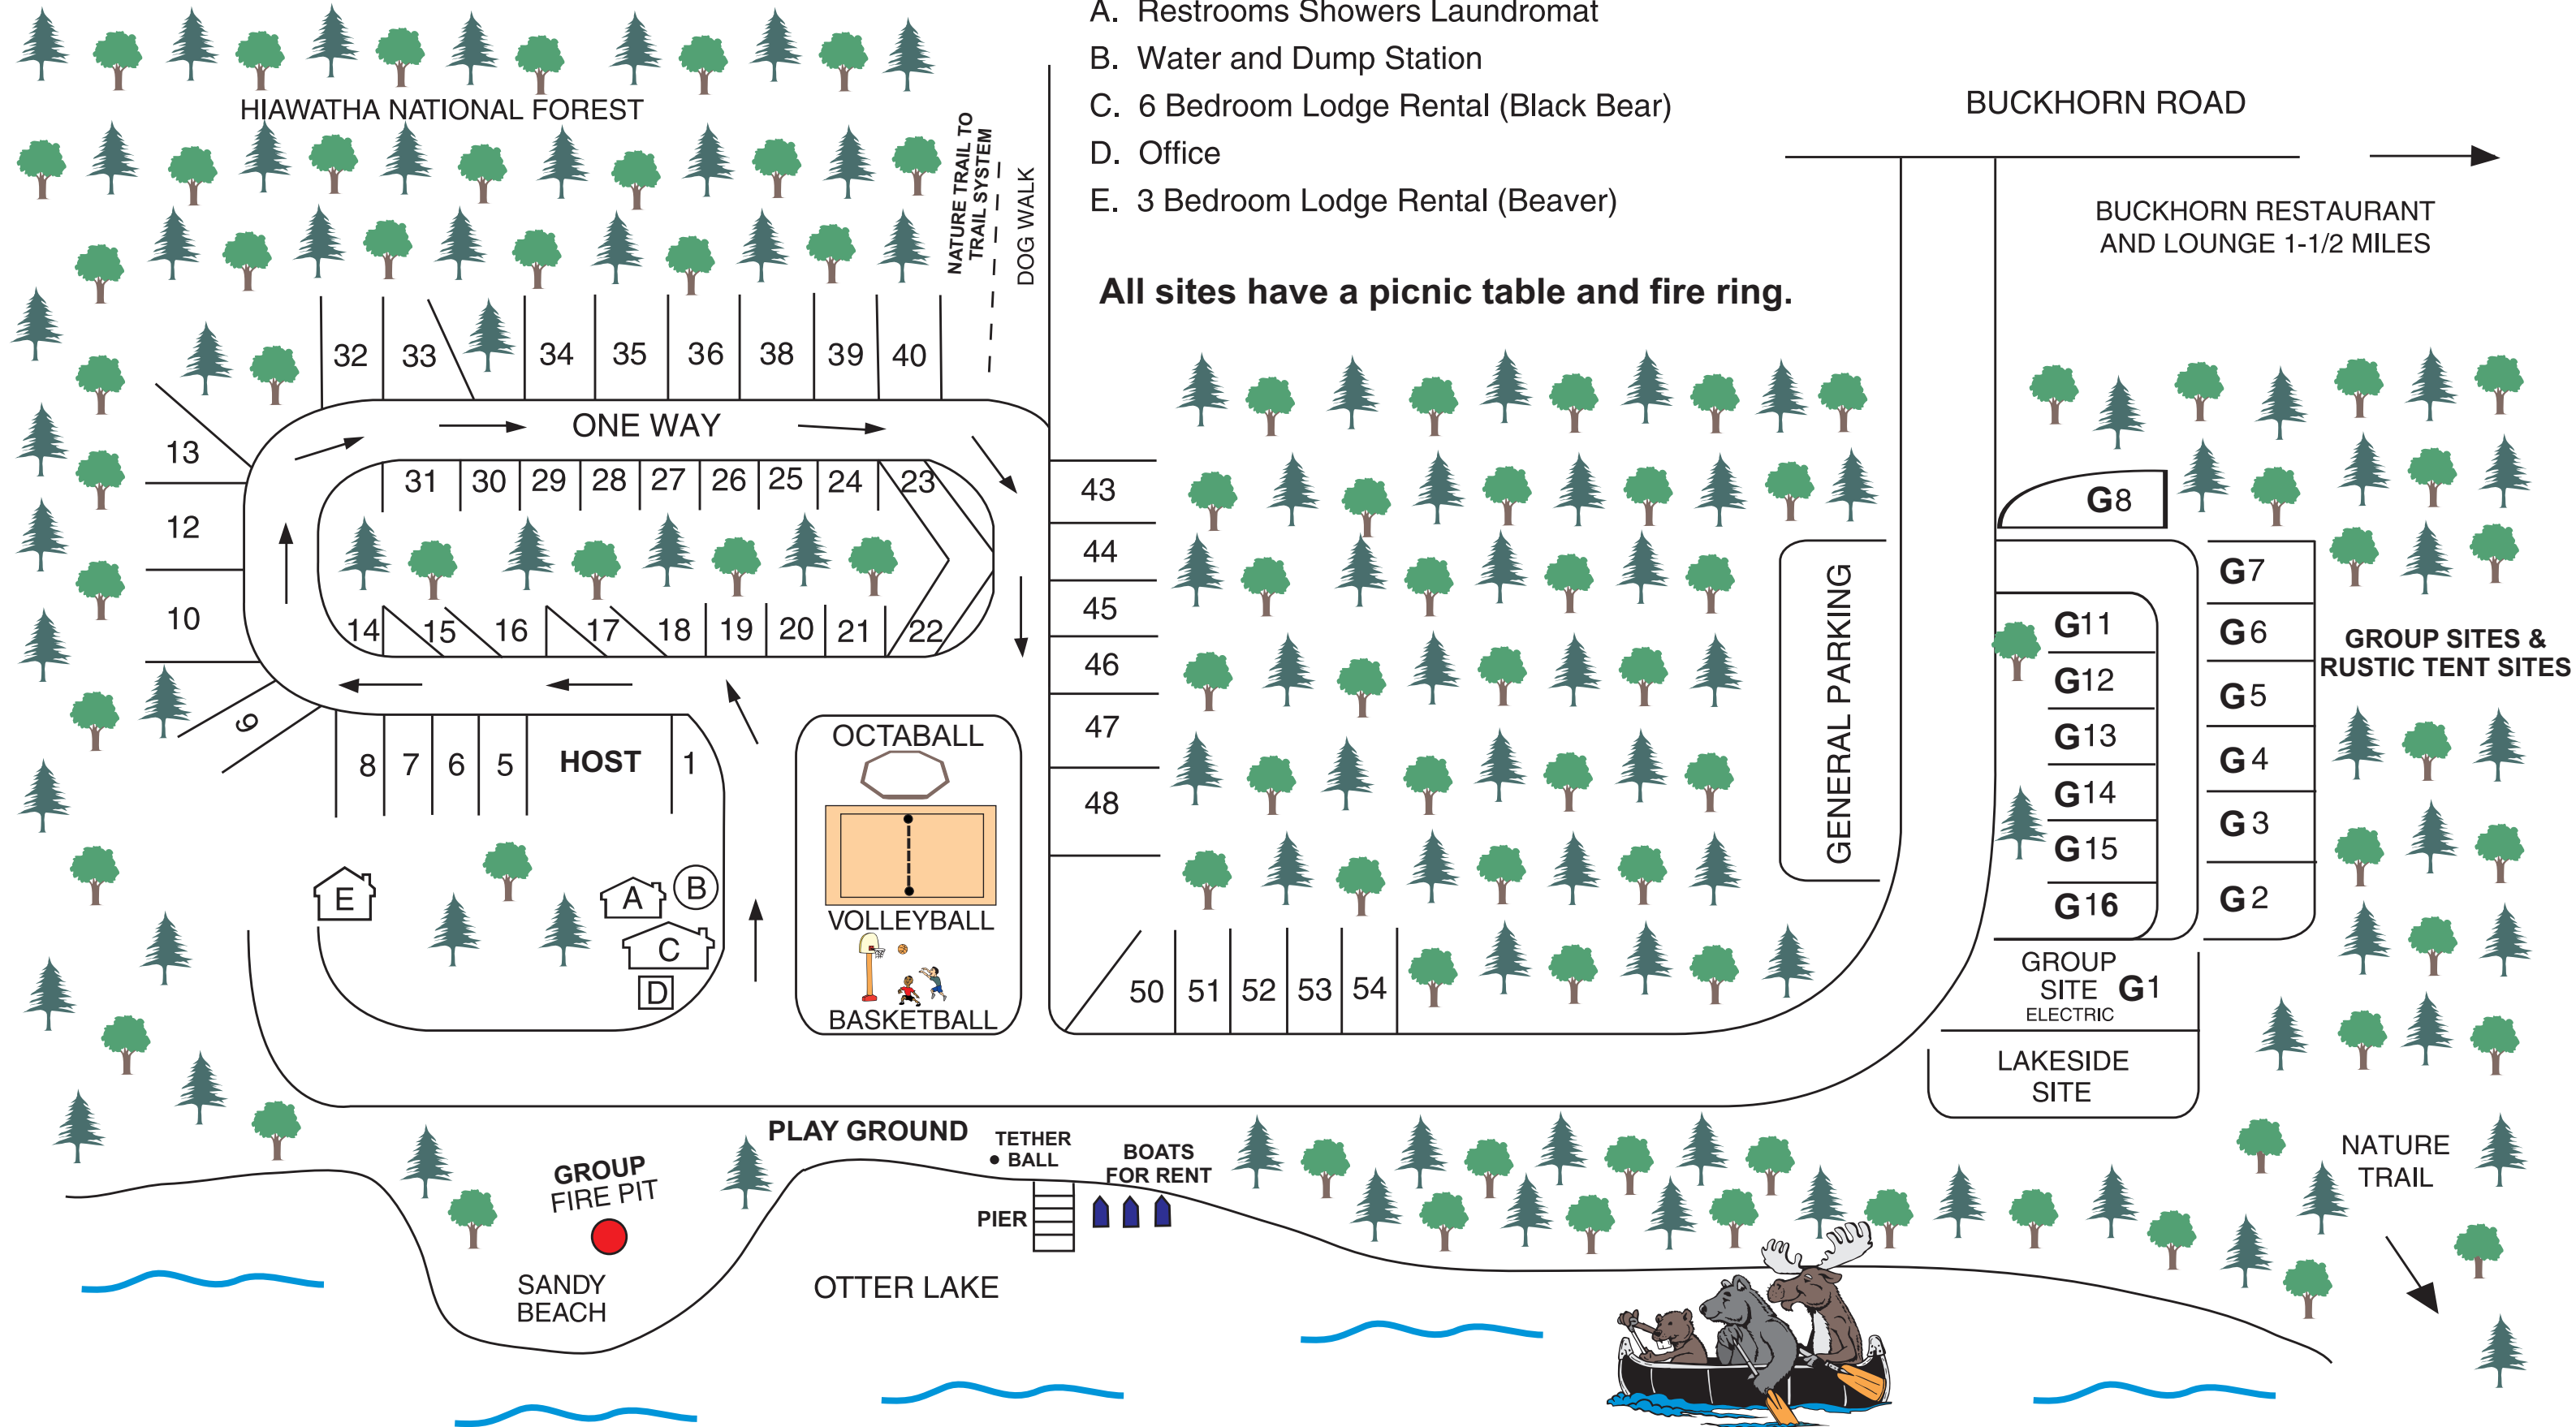 A. Restrooms Showers Laundromat
B. Water and Dump Station
C. 6 Bedroom Lodge Rental (Black Bear)
D. Office
E. 3 Bedroom Lodge Rental (Beaver)
All sites have a picnic table and fire ring.
HIAWATHA NATIONAL FOREST
NATURE TRAIL TO
TRAIL SYSTEM
DOG WALK
BUCKHORN ROAD
BUCKHORN RESTAURANT
AND LOUNGE 1-1/2 MILES
32 33 34 35 36 38 39 40
ONE WAY
13
12
10
9
31 30 29 28 27 26 25 24 23
14 15 16 17 18 19 20 21 22
8 7 6 5 HOST 1
43
44
45
46
47
48
OCTABALL
VOLLEYBALL
BASKETBALL
E
A
B
C
D
50 51 52 53 54
GENERAL PARKING
G8
G7
G6
G5
G4
G3
G2
G11
G12
G13
G14
G15
G16
GROUP SITES &
RUSTIC TENT SITES
GROUP
SITE G1
ELECTRIC
LAKESIDE
SITE
PLAY GROUND
TETHER
BALL
BOATS
FOR RENT
PIER
GROUP
FIRE PIT
SANDY
BEACH
OTTER LAKE
NATURE
TRAIL